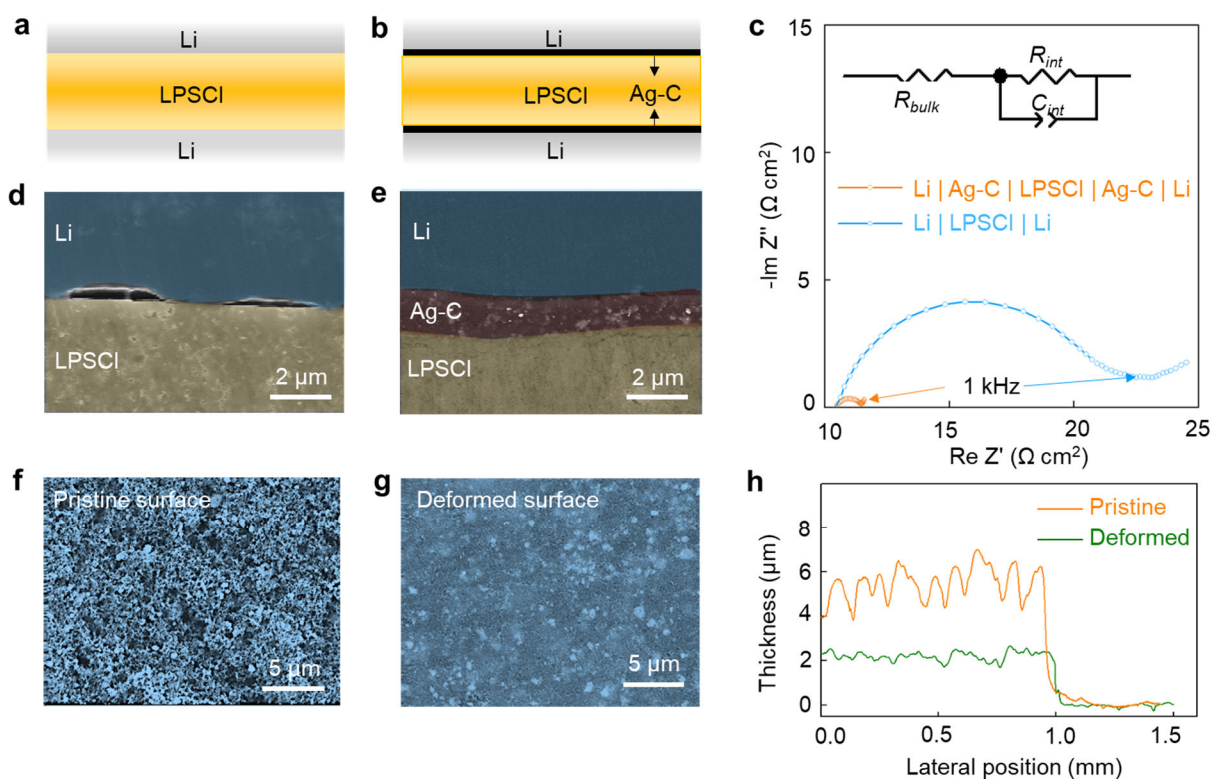 a
Li
LPSCl
Li
b
Li
LPSCl
Ag-C
Li
c
15
10
5
0
-Im Z'' (Ω cm²)
R_int
R_bulk
C_int
Li | Ag-C | LPSCl | Ag-C | Li
Li | LPSCl | Li
1 kHz
10
15
20
25
Re Z' (Ω cm²)
d
Li
LPSCl
2 µm
e
Li
Ag-C
LPSCl
2 µm
f
Pristine surface
5 µm
g
Deformed surface
5 µm
h
8
6
4
2
0
Thickness (µm)
Pristine
Deformed
0.0
0.5
1.0
1.5
Lateral position (mm)